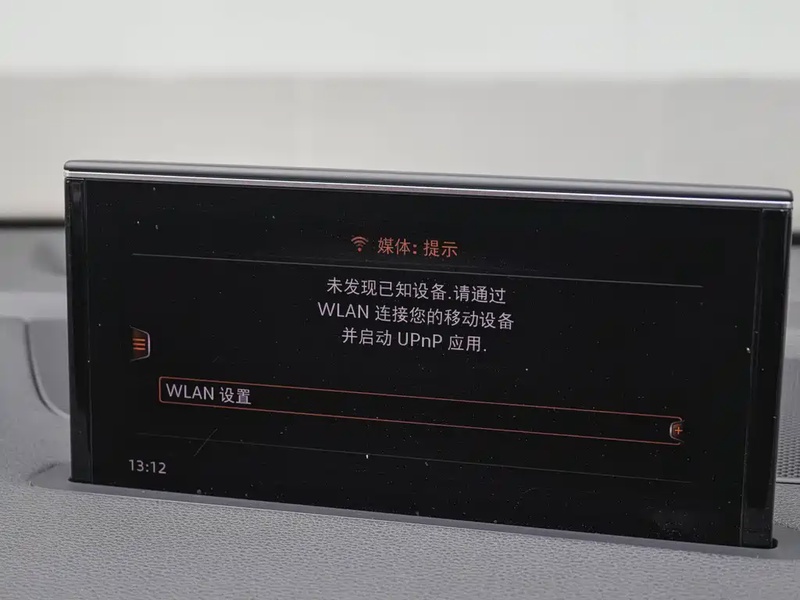 媒体: 提示
未发现已知设备.请通过
WLAN 连接您的移动设备
并启动 UPnP 应用.
WLAN 设置
13:12